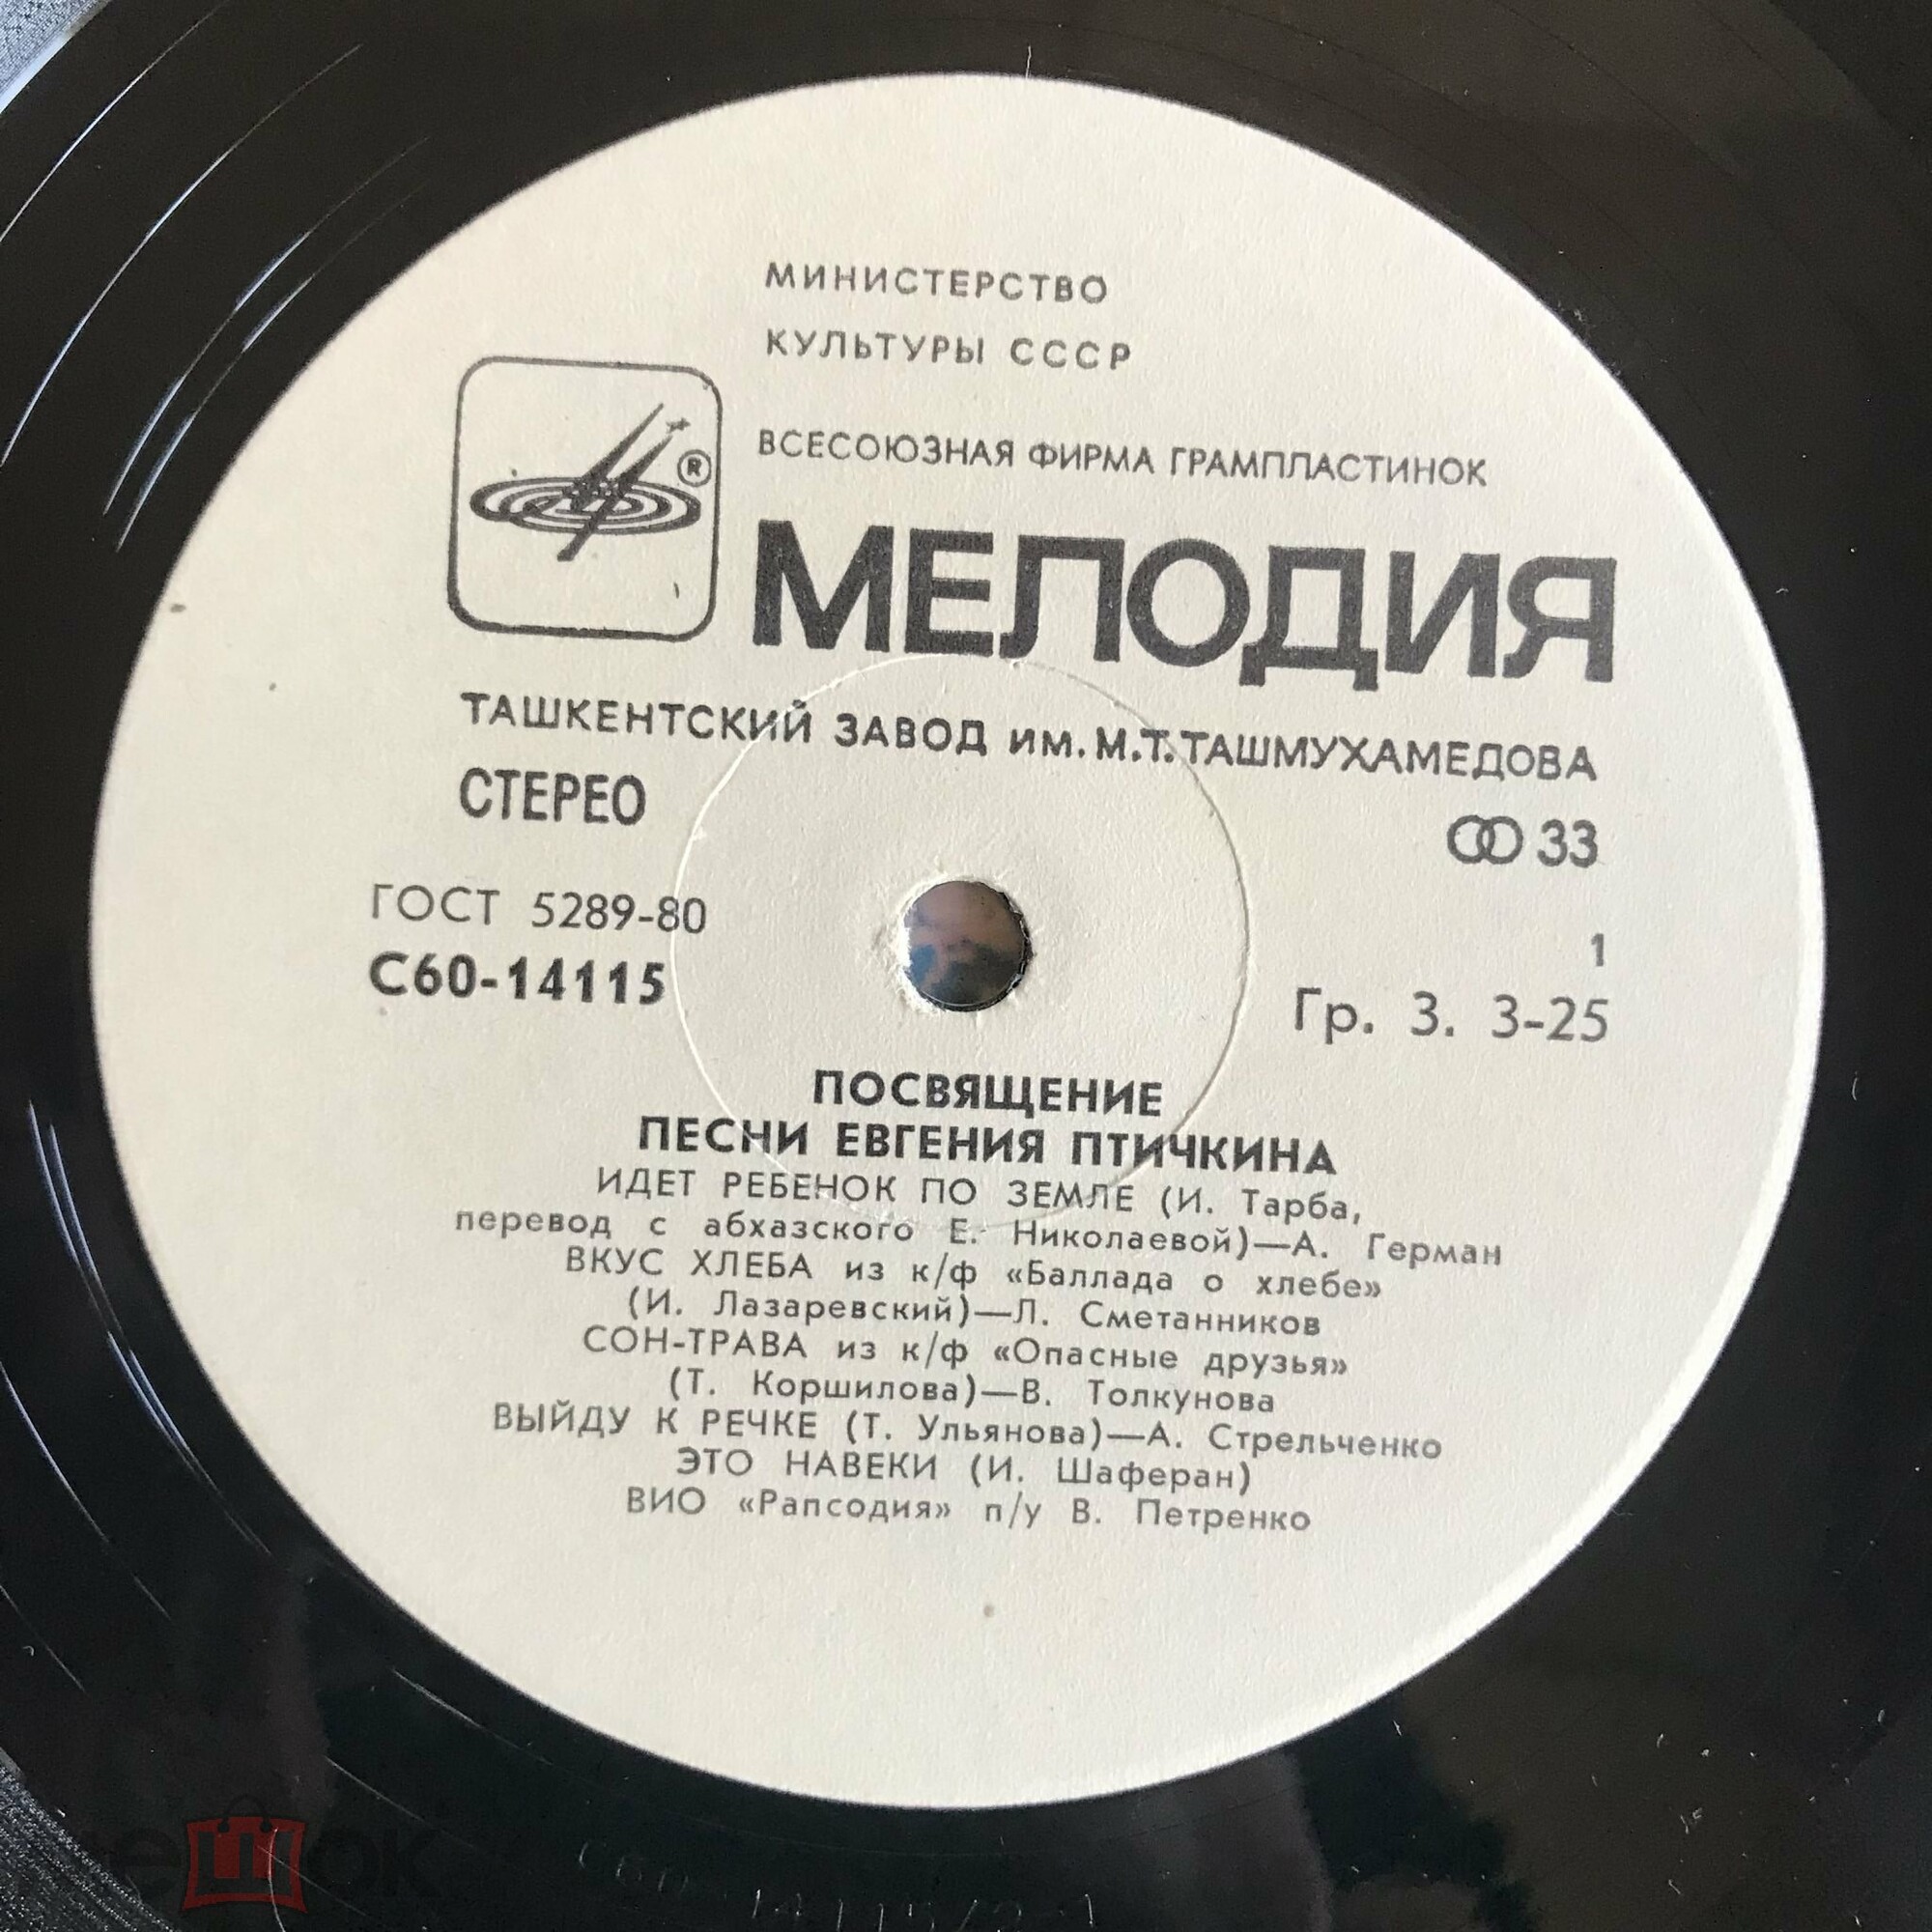 МИНИСТЕРСТВО
КУЛЬТУРЫ СССР
ВСЕСОЮЗНАЯ ФИРМА ГРАМПЛАСТИНОК
®
МЕЛОДИЯ
ТАШКЕНТСКИЙ ЗАВОД им. М.Т.ТАШМУХАМЕДОВА
СТЕРЕО
33
ГОСТ 5289-80
1
С60-14115
Гр. 3. 3-25
ПОСВЯЩЕНИЕ
ПЕСНИ ЕВГЕНИЯ ПТИЧКИНА
ИДЕТ РЕБЕНОК ПО ЗЕМЛЕ (И. Тарба,
перевод с абхазского Е. Николаевой)—А. Герман
ВКУС ХЛЕБА из к/ф «Баллада о хлебе»
(И. Лазаревский)—Л. Сметанников
СОН-ТРАВА из к/ф «Опасные друзья»
(Т. Коршилова)—В. Толкунова
ВЫЙДУ К РЕЧКЕ (Т. Ульянова)—А. Стрельченко
ЭТО НАВЕКИ (И. Шаферан)
ВИО «Рапсодия» п/у В. Петренко
мешок